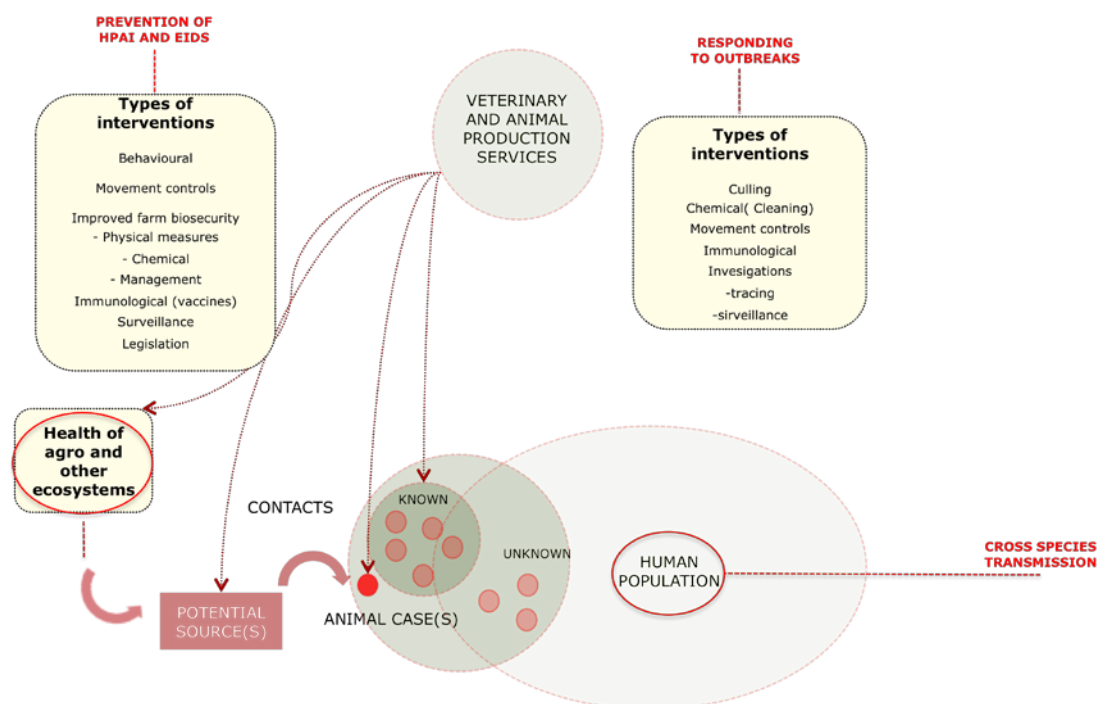 PREVENTION OF
HPAI AND EIDS
Types of
interventions
Behavioural
Movement controls
Improved farm biosecurity
- Physical measures
- Chemical
- Management
Immunological (vaccines)
Surveillance
Legislation
VETERINARY
AND ANIMAL
PRODUCTION
SERVICES
RESPONDING
TO OUTBREAKS
Types of
interventions
Culling
Chemical( Cleaning)
Movement controls
Immunological
Invesigations
-tracing
-sirveillance
Health of
agro and
other
ecosystems
CONTACTS
KNOWN
UNKNOWN
POTENTIAL
SOURCE(S)
ANIMAL CASE(S)
HUMAN
POPULATION
CROSS SPECIES
TRANSMISSION